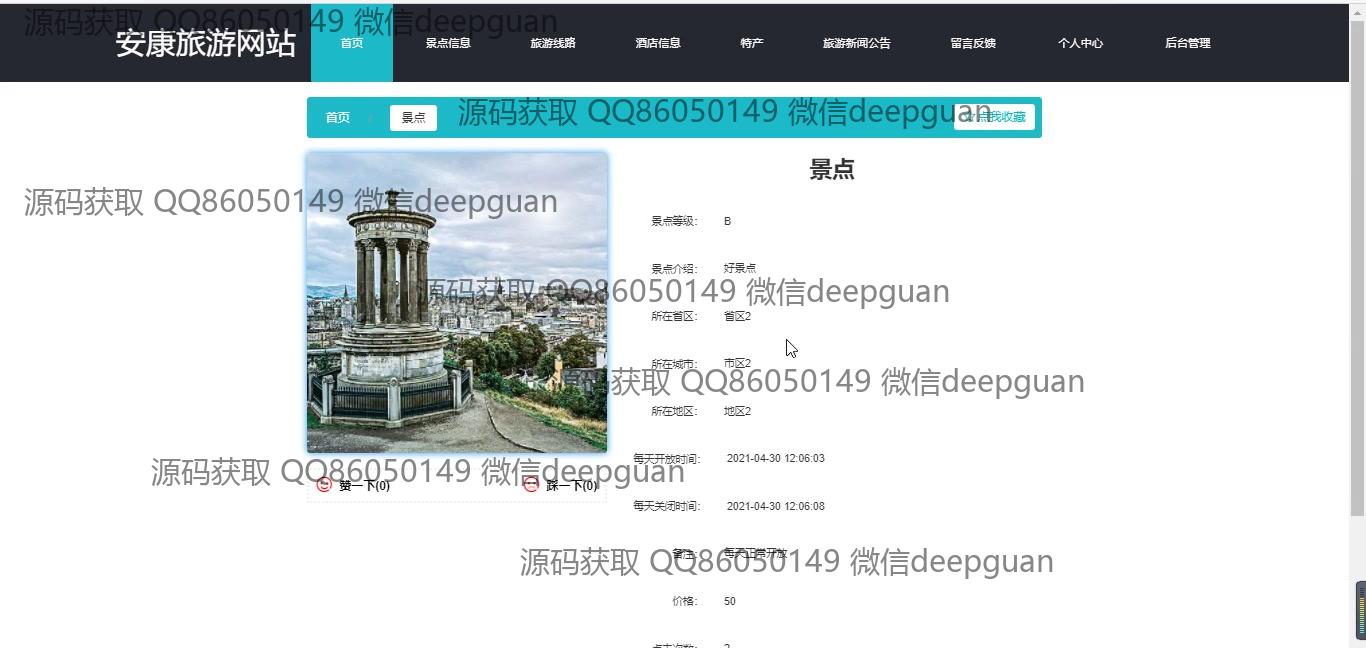 源码获取 QQ86050149 微信deepguan
安康旅游网站 首页 景点信息 旅游线路 酒店信息 特产 旅游新闻公告 留言反馈 个人中心 后台管理
首页 / 景点 源码获取 QQ86050149 微信deepguan 点我收藏
景点
源码获取 QQ86050149 微信deepguan
景点等级： B
景点介绍： 好景点
源码获取 QQ86050149 微信deepguan
所在省区： 省区2
所在城市： 市区2
源码获取 QQ86050149 微信deepguan
所在地区： 地区2
每天开放时间： 2021-04-30 12:06:03
源码获取 QQ86050149 微信deepguan
赞一下(0) 踩一下(0)
每天关闭时间： 2021-04-30 12:06:08
备注： 每天正常开放
源码获取 QQ86050149 微信deepguan
价格： 50
点击次数： 2